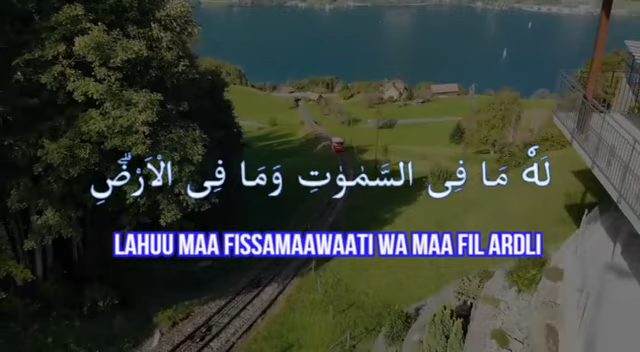 لَهٗ مَا فِى السَّمٰوٰتِ وَمَا فِى الْاَرْضِۗ
LAHUU MAA FISSAMAAWAATI WA MAA FIL ARDLI